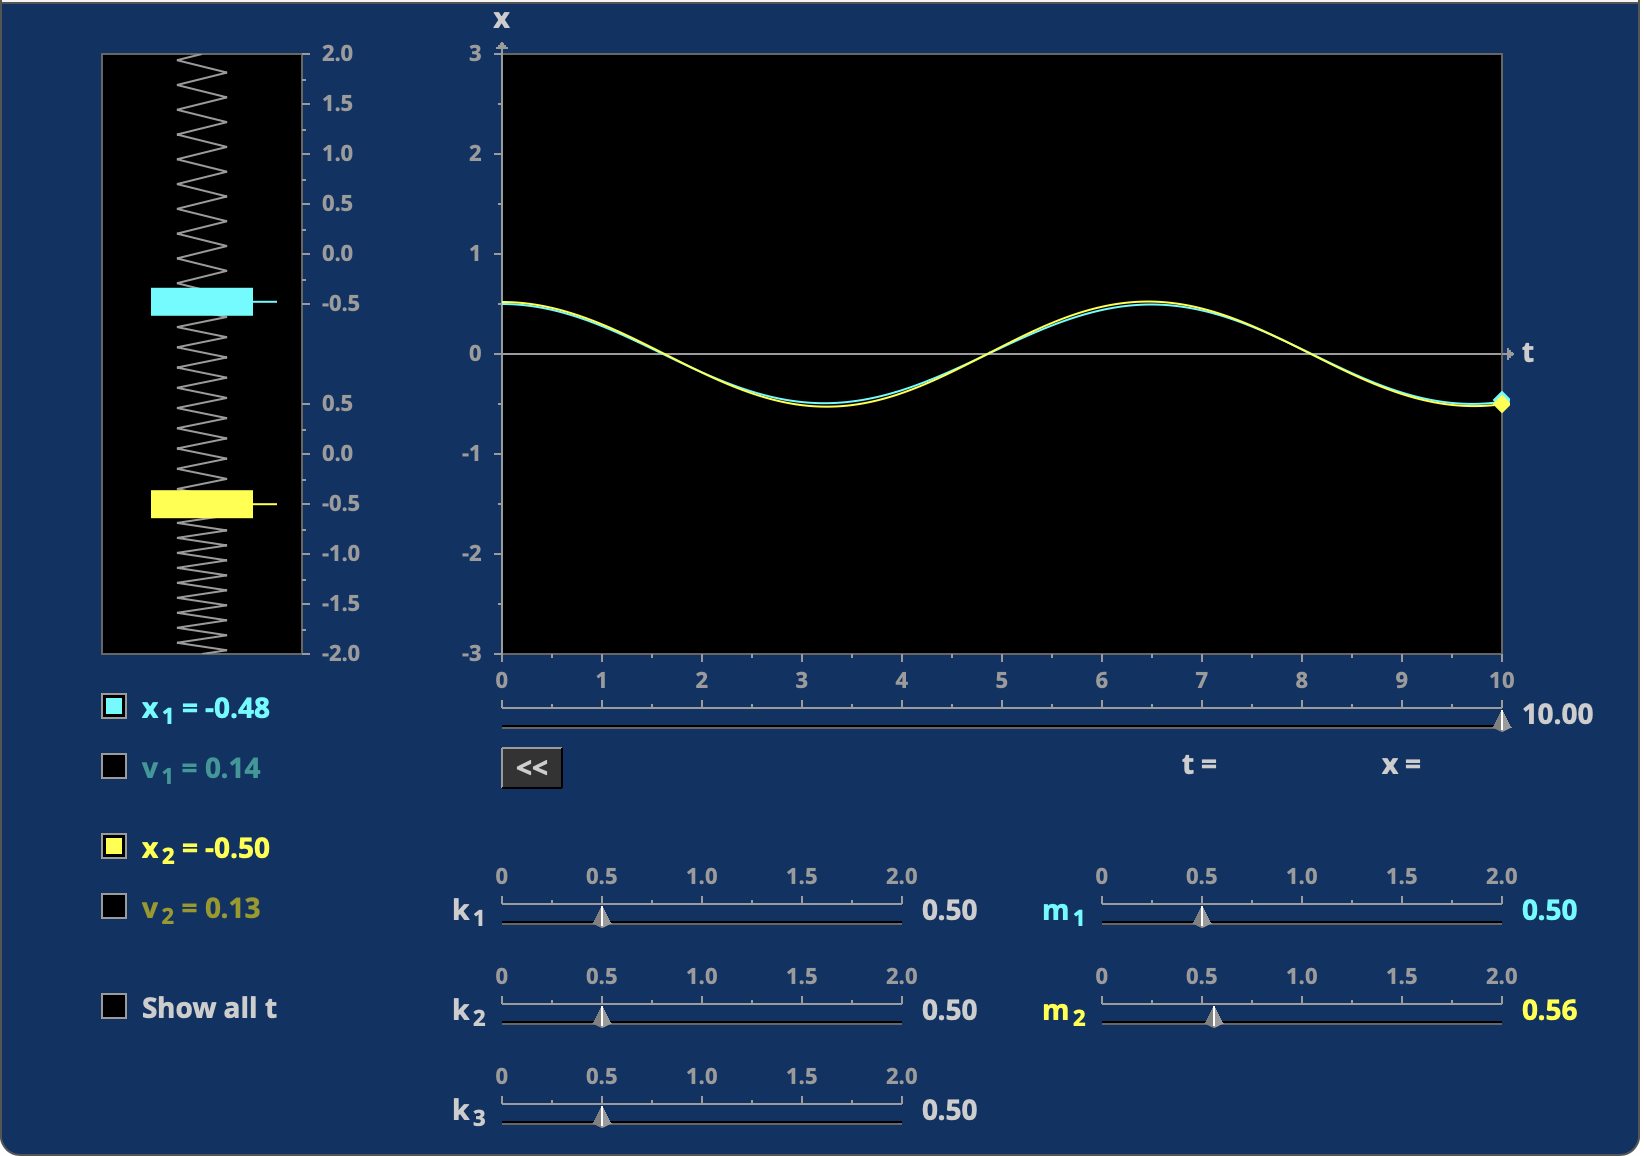 x
2.0
1.5
1.0
0.5
0.0
-0.5
0.5
0.0
-0.5
-1.0
-1.5
-2.0
3
2
1
0
-1
-2
-3
t
0 1 2 3 4 5 6 7 8 9 10
10.00
<<
t =
x =
x1 = -0.48
v1 = 0.14
x2 = -0.50
v2 = 0.13
Show all t
0 0.5 1.0 1.5 2.0
k1 0.50
0 0.5 1.0 1.5 2.0
m1 0.50
0 0.5 1.0 1.5 2.0
k2 0.50
0 0.5 1.0 1.5 2.0
m2 0.56
0 0.5 1.0 1.5 2.0
k3 0.50